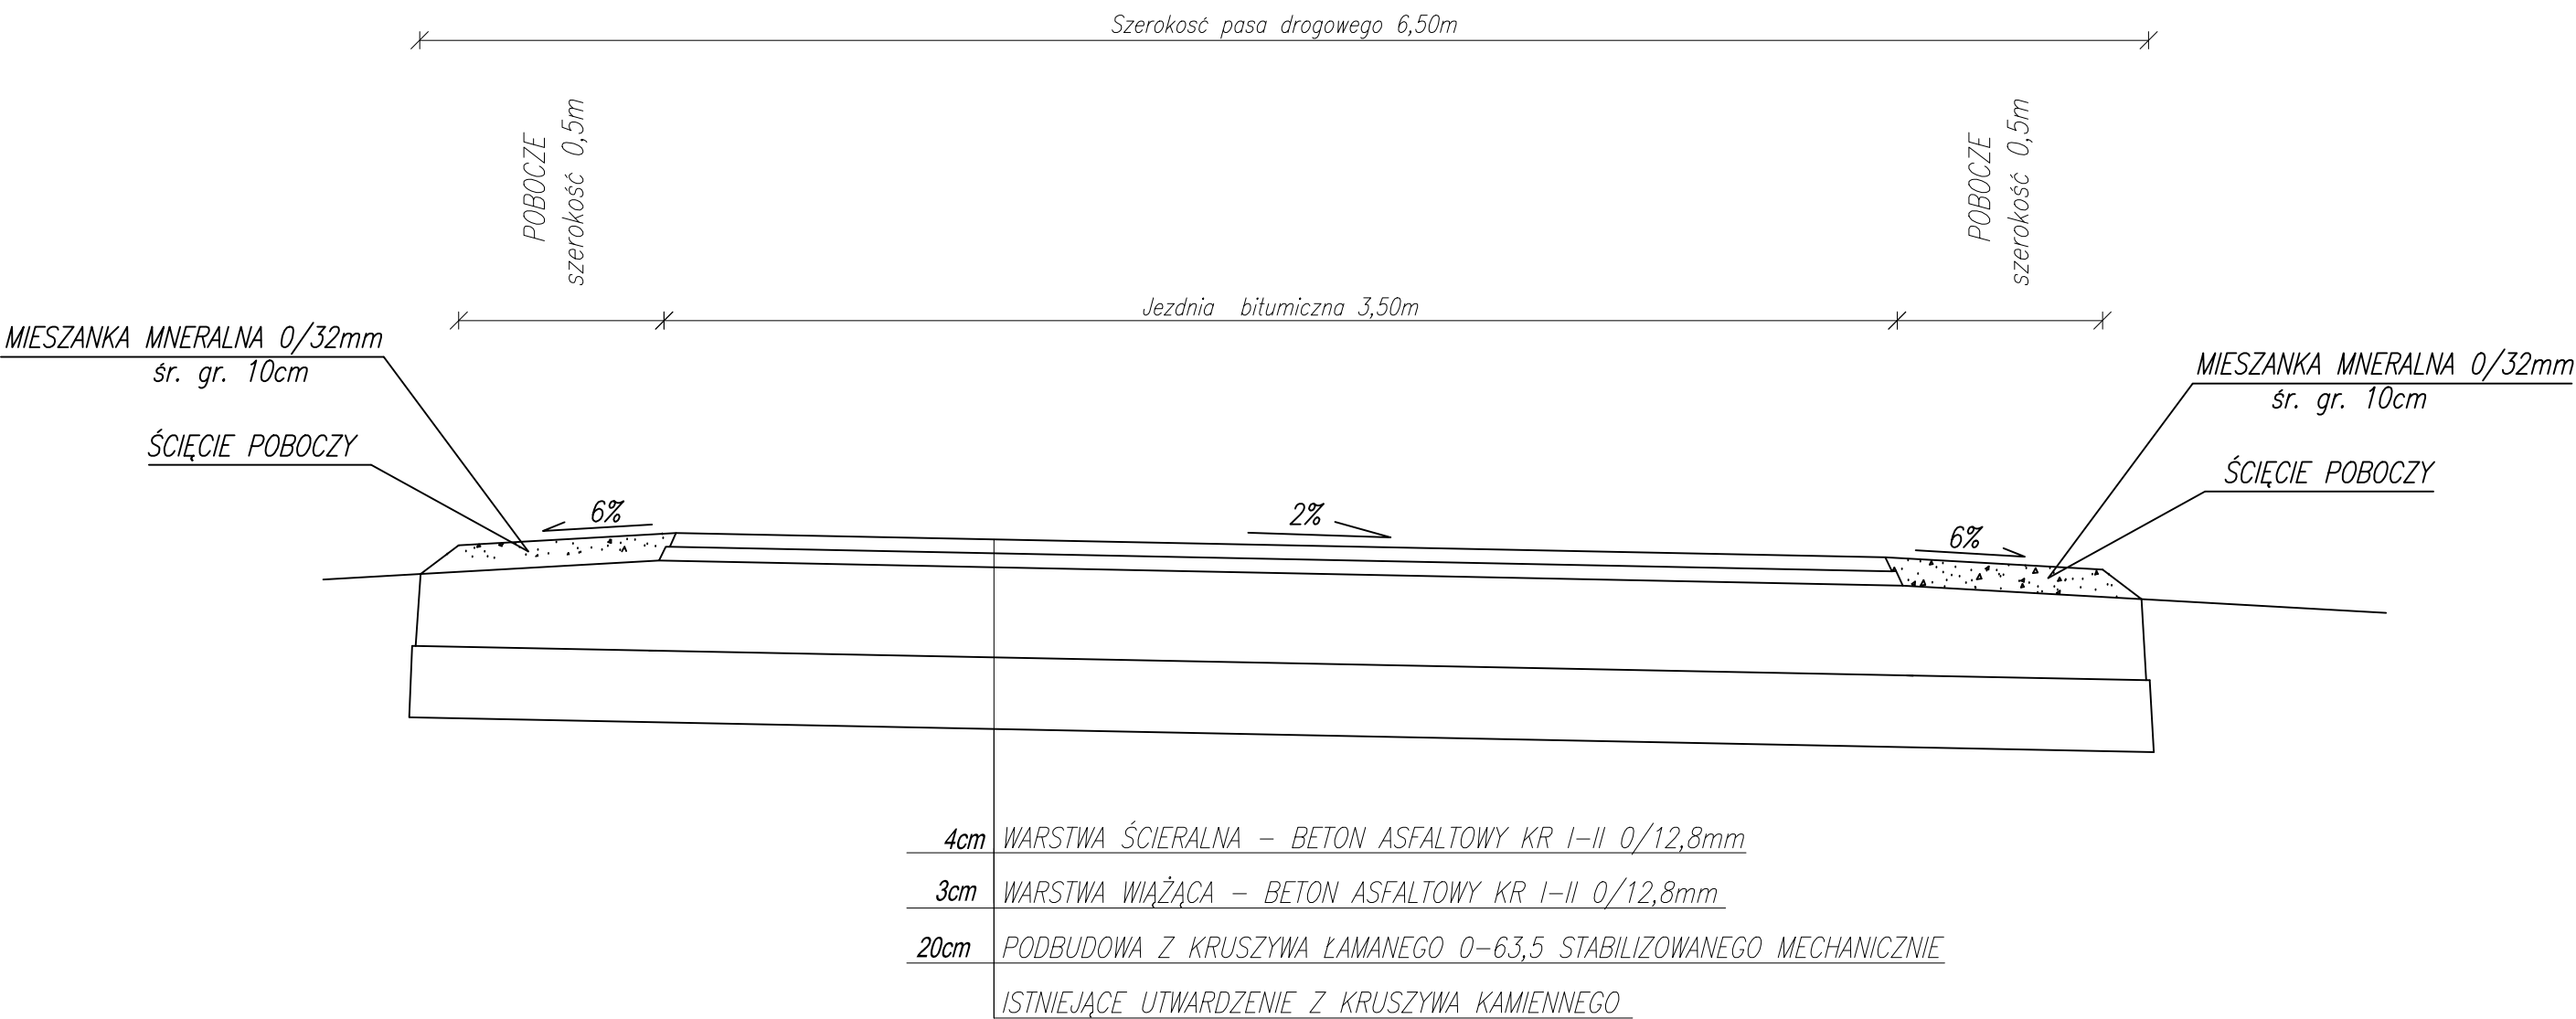 Szerokosć pasa drogowego 6,50m
POBOCZE
szerokość 0,5m
POBOCZE
szerokość 0,5m
Jezdnia bitumiczna 3,50m
MIESZANKA MNERALNA 0/32mm
śr. gr. 10cm
ŚCIĘCIE POBOCZY
MIESZANKA MNERALNA 0/32mm
śr. gr. 10cm
ŚCIĘCIE POBOCZY
6%
2%
6%
4cm WARSTWA ŚCIERALNA – BETON ASFALTOWY KR I–II 0/12,8mm
3cm WARSTWA WIĄŻĄCA – BETON ASFALTOWY KR I–II 0/12,8mm
20cm PODBUDOWA Z KRUSZYWA ŁAMANEGO 0–63,5 STABILIZOWANEGO MECHANICZNIE
ISTNIEJĄCE UTWARDZENIE Z KRUSZYWA KAMIENNEGO